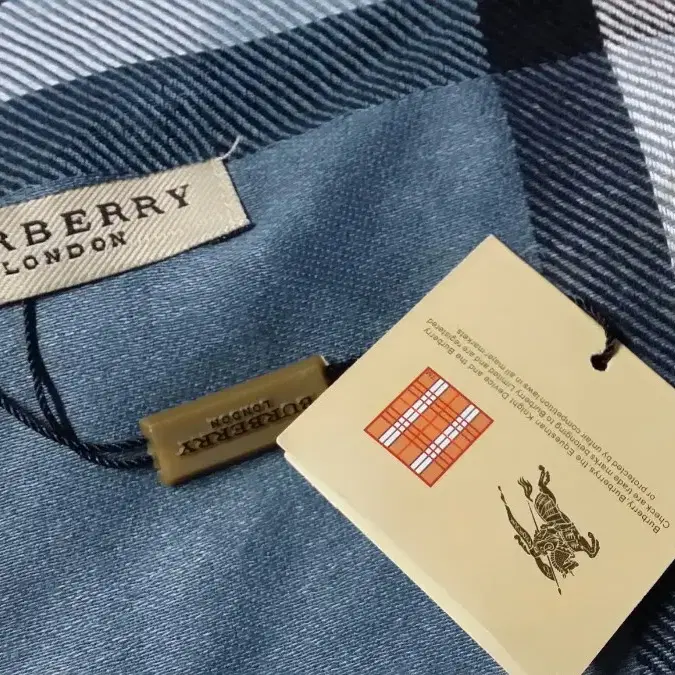 RBERRY
LONDON
BURBERRY
LONDON
Burberry, Burberrys the Equestrian Knight Device and the Burberry
Check are trade marks belonging to Burberry Limited and are registered
or protected by unfair competition laws in all major markets.